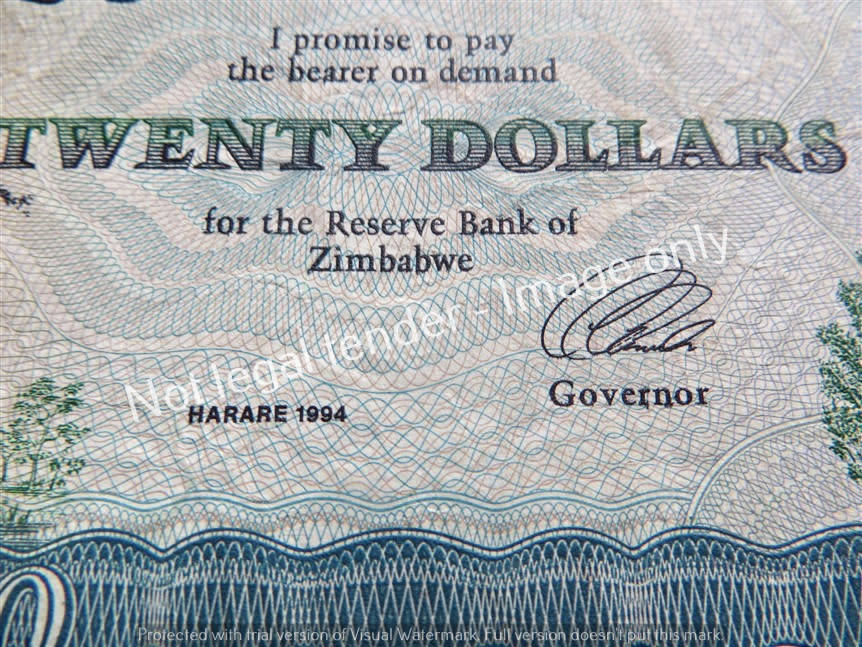 I promise to pay
the bearer on demand
TWENTY DOLLARS
for the Reserve Bank of
Zimbabwe
Not legal tender - Image only
Governor
HARARE 1994
0
Protected with trial version of Visual Watermark. Full version doesn't put this mark.